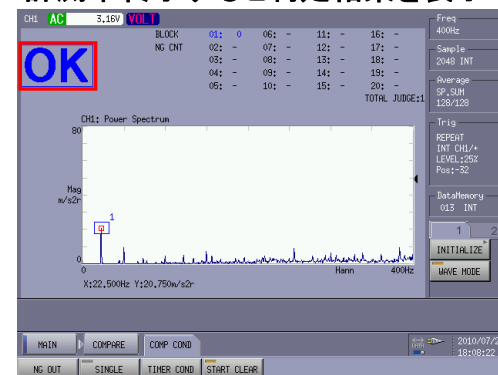 CH1 AC 3,16V VOLT
OK
BLOCK 01: 0 06: - 11: - 16: -
NG CNT 02: - 07: - 12: - 17: -
03: - 08: - 13: - 18: -
04: - 09: - 14: - 19: -
05: - 10: - 15: - 20: -
TOTAL JUDGE:1
CH1: Power Spectrum
80
Mag
m/s2r
1
0
0 Hann 400Hz
X:22,500Hz Y:20,750m/s2r
Freq
400Hz
Sample
2048 INT
Average
SP,SUM
128/128
Trig
REPEAT
INT CH1/+
LEVEL:25%
Pos:-32
DataMemory
013 INT
1 2
INITIALIZE
WAVE MODE
MAIN COMPARE COMP COND
18:08:22
NG OUT SINGLE TIMER COND START CLEAR